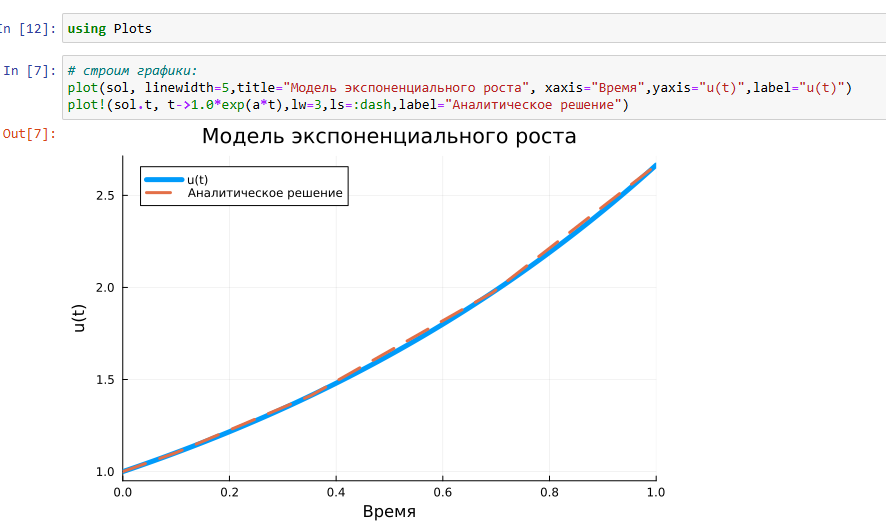 In [12]: using Plots
In [7]: # строим графики:
plot(sol, linewidth=5,title="Модель экспоненциального роста", xaxis="Время",yaxis="u(t)",label="u(t)")
plot!(sol.t, t->1.0*exp(a*t),lw=3,ls=:dash,label="Аналитическое решение")
Out[7]:
Модель экспоненциального роста
u(t)
Аналитическое решение
2.5
2.0
1.5
1.0
u(t)
0.0 0.2 0.4 0.6 0.8 1.0
Время